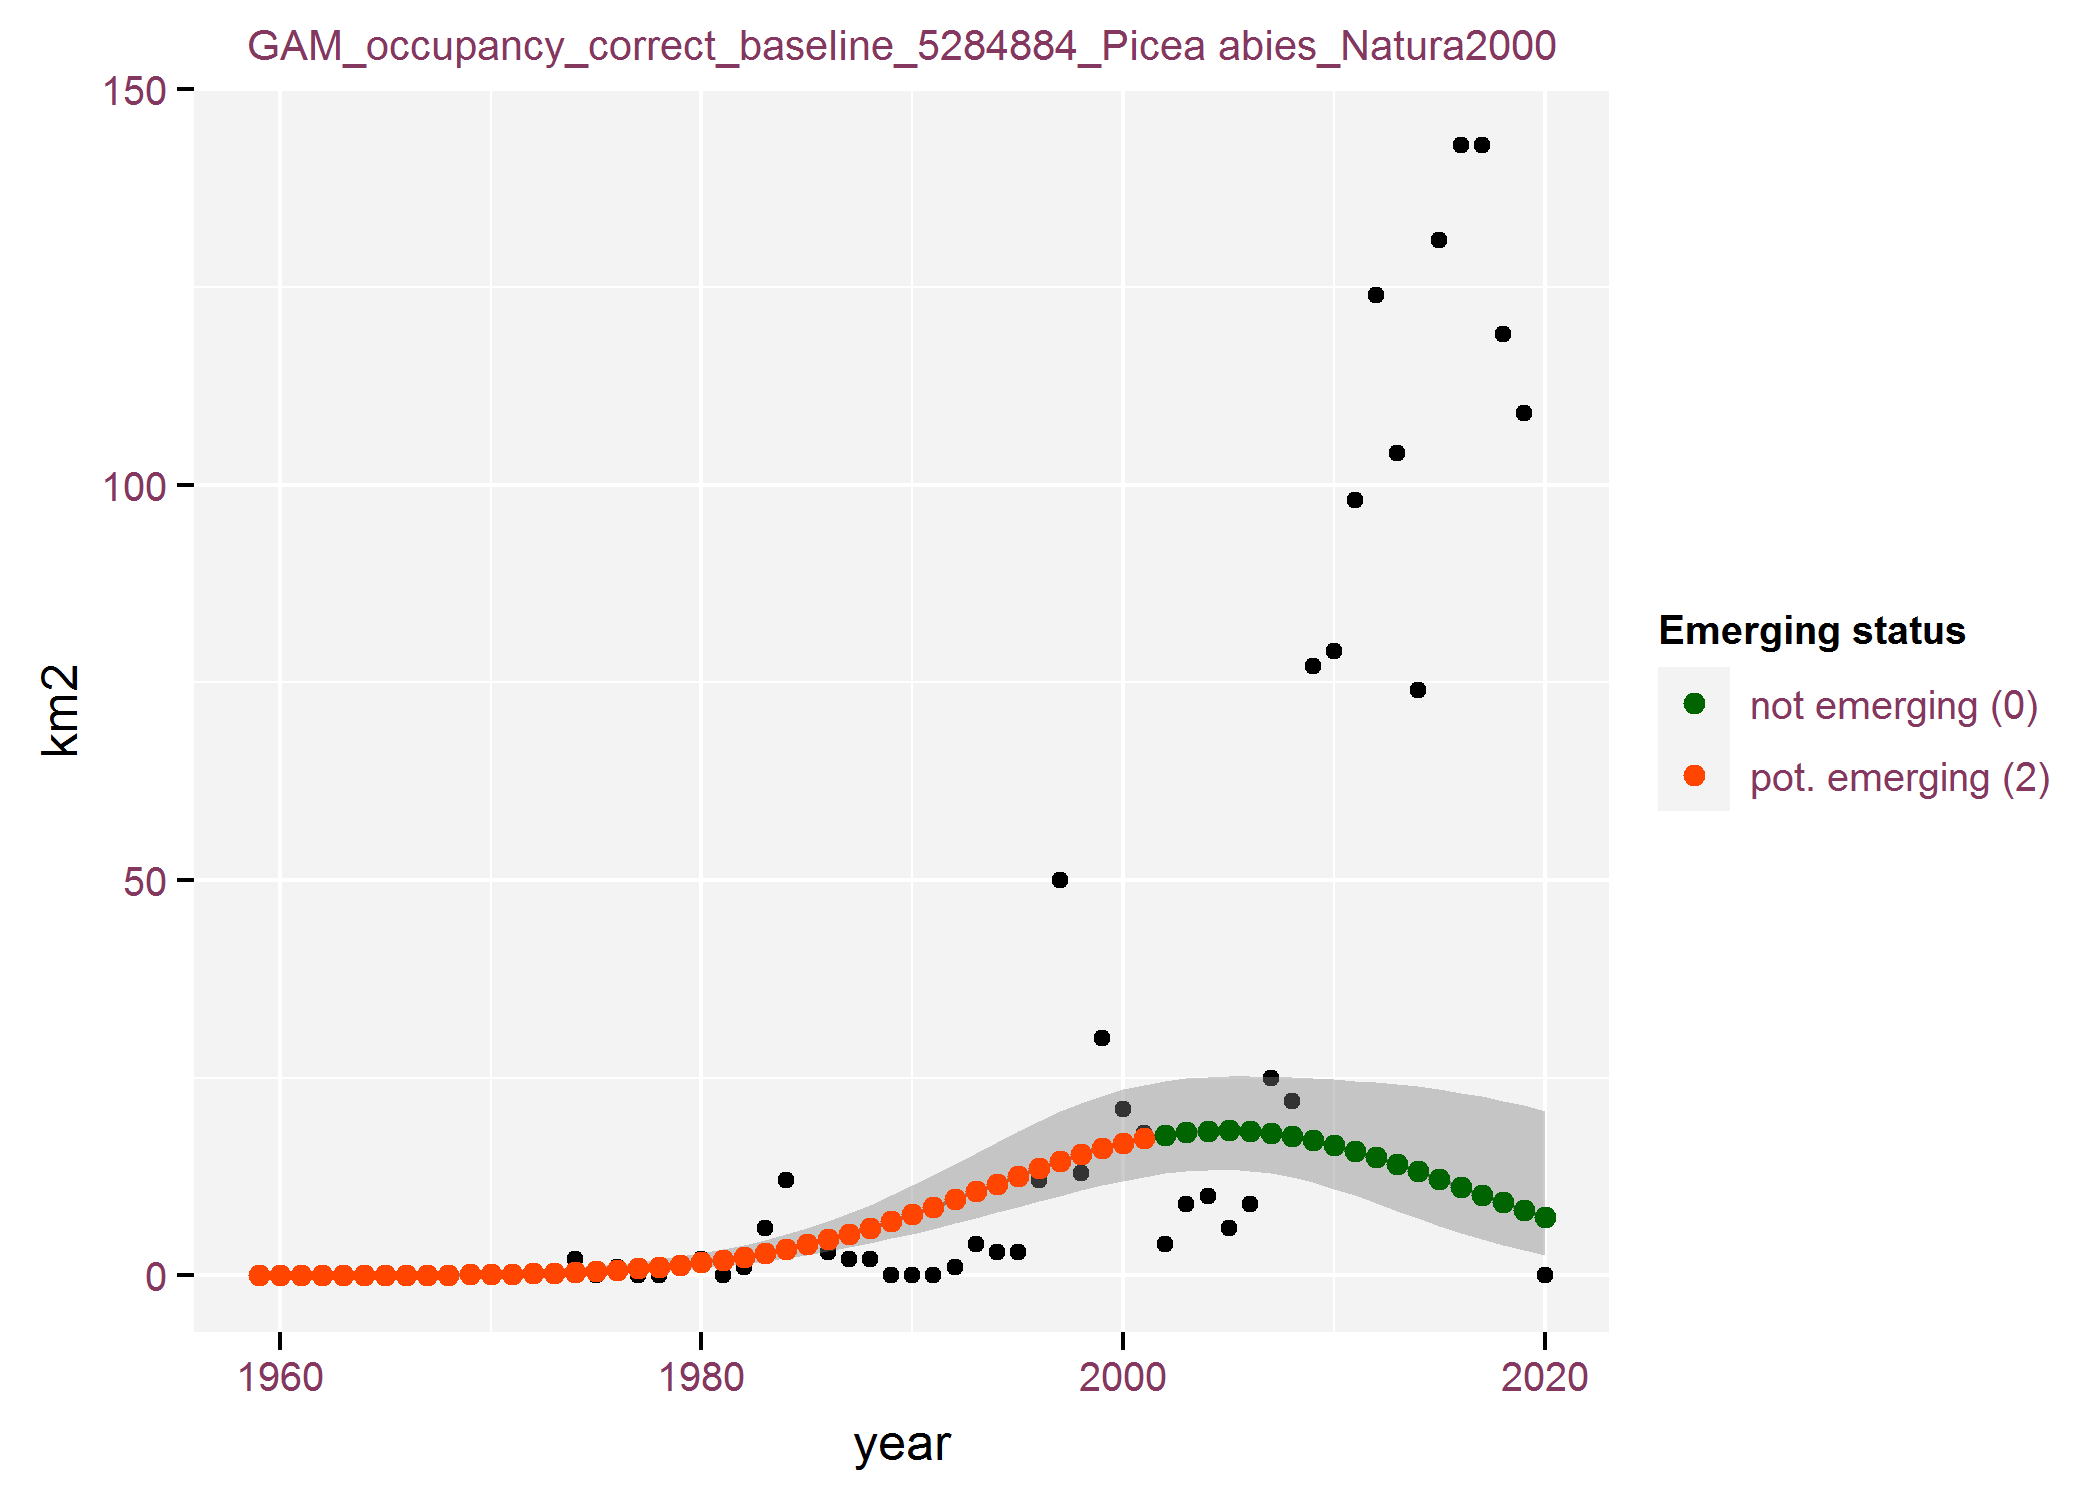 GAM_occupancy_correct_baseline_5284884_Picea abies_Natura2000
150
100
50
0
km2
1960 1980 2000 2020
year
Emerging status
not emerging (0)
pot. emerging (2)